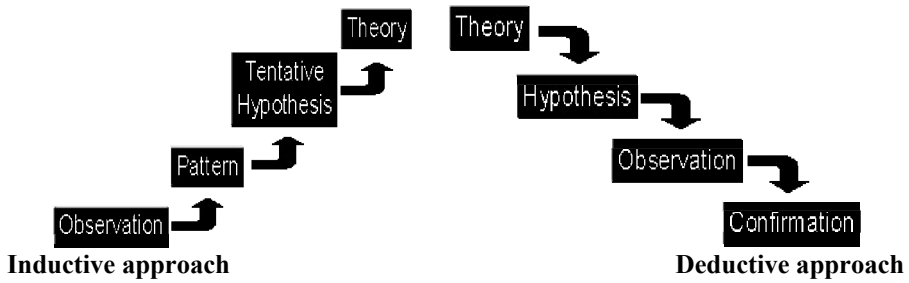 Theory
Tentative
Hypothesis
Pattern
Observation
Inductive approach
Theory
Hypothesis
Observation
Confirmation
Deductive approach